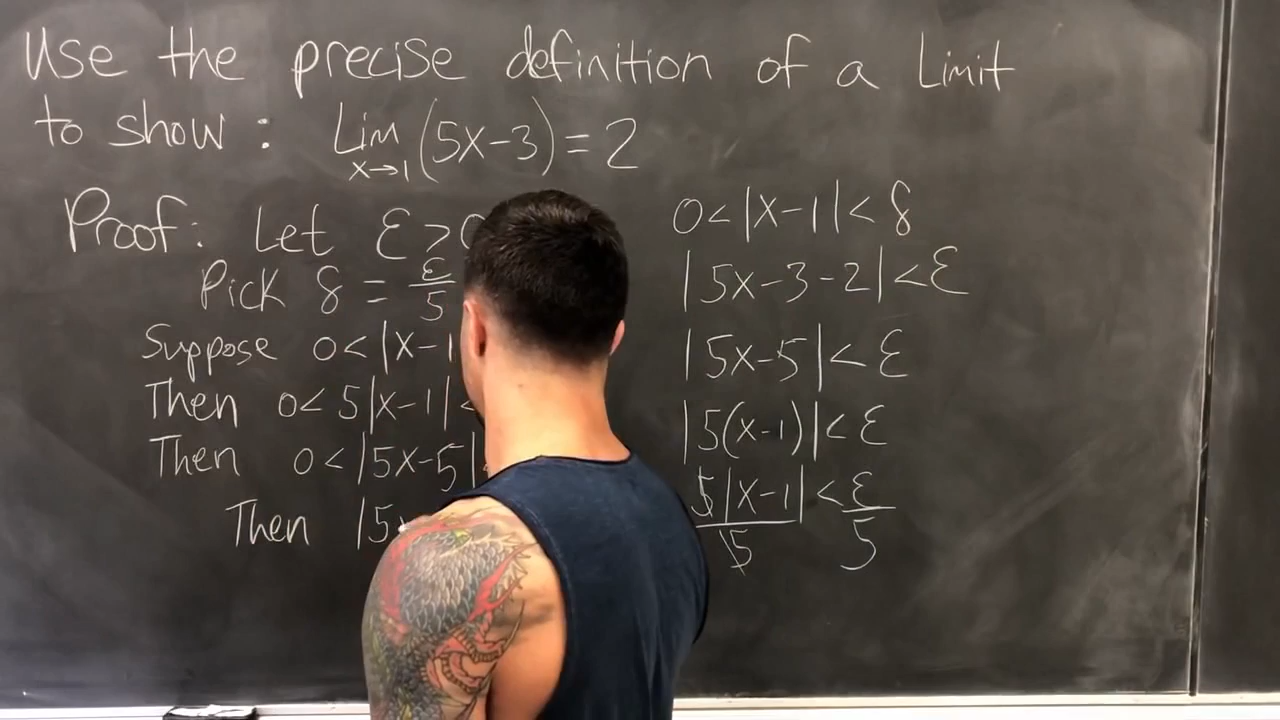 Use the precise definition of a Limit
to show: Lim x→1 (5x-3) = 2
Proof: Let ε >
Pick δ = ε/5
Suppose 0 < |x-1
Then 0 < 5|x-1| <
Then 0 < |5x-5|
Then |5
0 < |x-1| < δ
|5x-3-2| < ε
|5x-5| < ε
|5(x-1)| < ε
5|x-1|/5 < ε/5